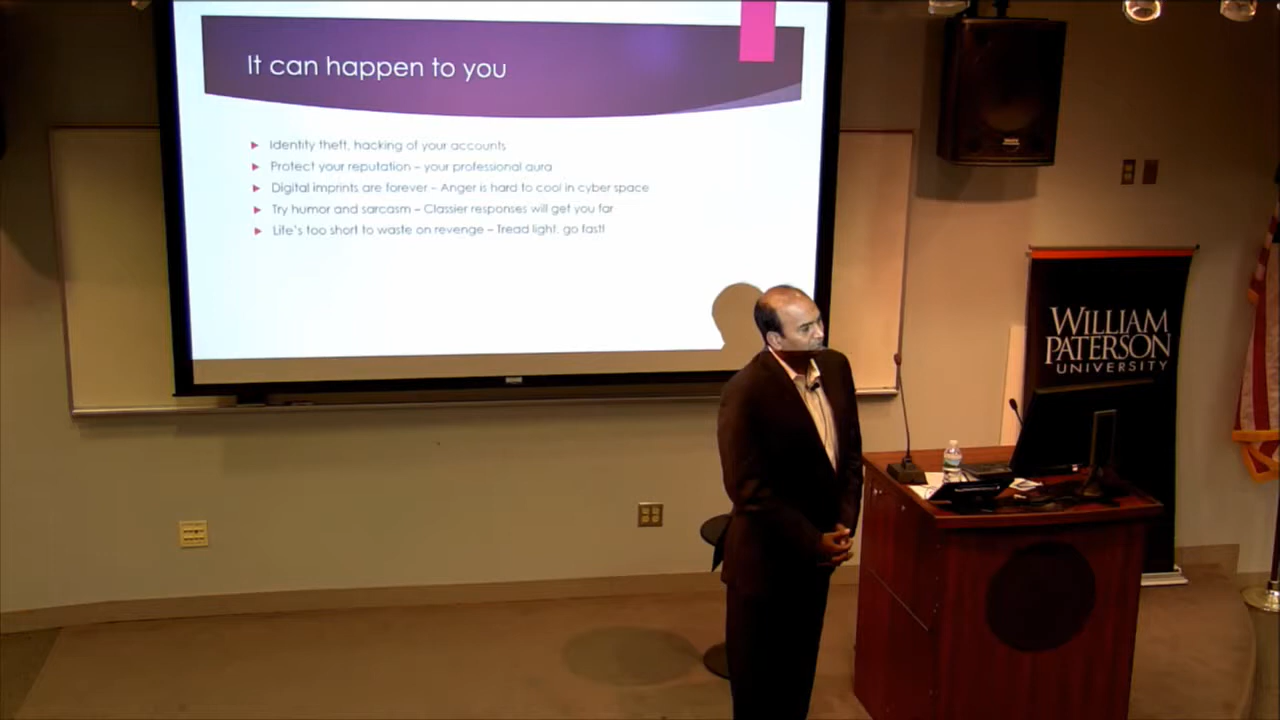 It can happen to you
Identity theft, hacking of your accounts
Protect your reputation – your professional aura
Digital imprints are forever – Anger is hard to cool in cyber space
Try humor and sarcasm – Classier responses will get you far
Life's too short to waste on revenge – Tread light, go fast!
WILLIAM
PATERSON
UNIVERSITY